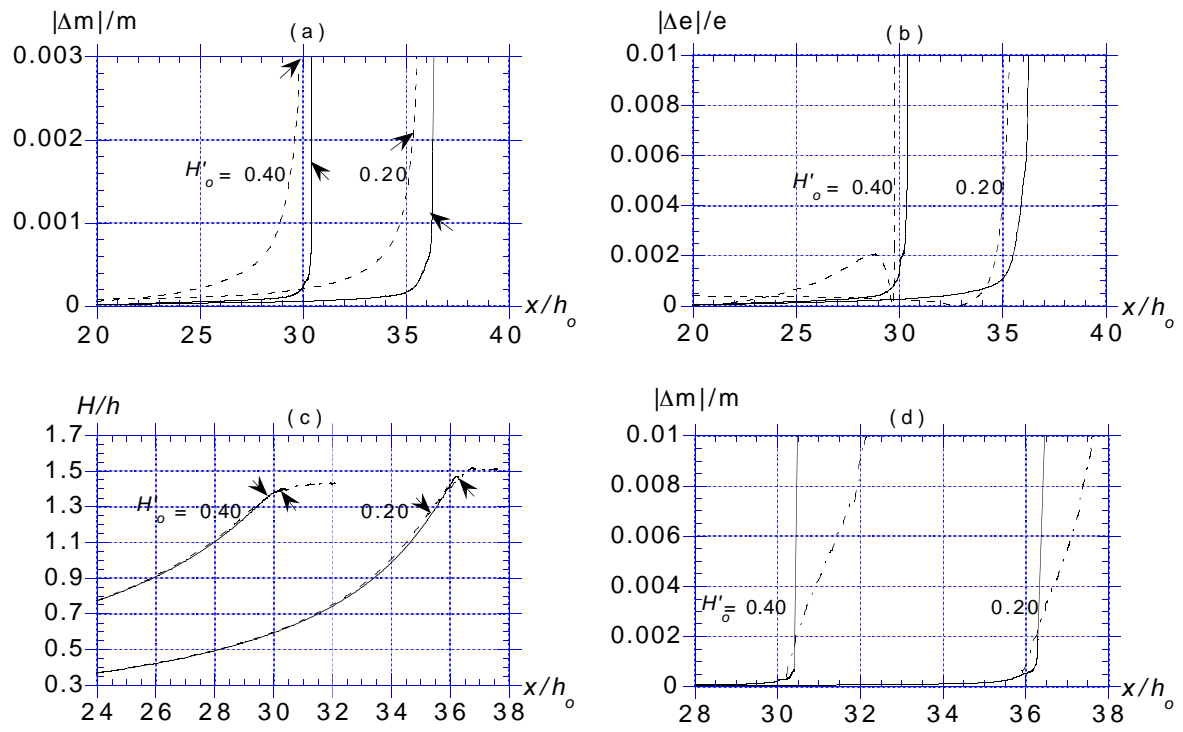 |Δm|/m
(a)
0.003
0.002
0.001
0
H'o = 0.40
0.20
20 25 30 35 40
x/ho
|Δe|/e
(b)
0.01
0.008
0.006
0.004
0.002
0
H'o = 0.40
0.20
20 25 30 35 40
x/ho
H/h
(c)
1.7
1.5
1.3
1.1
0.9
0.7
0.5
0.3
H'o = 0.40
0.20
24 26 28 30 32 34 36 38
x/ho
|Δm|/m
(d)
0.01
0.008
0.006
0.004
0.002
0
H'o = 0.40
0.20
28 30 32 34 36 38
x/ho